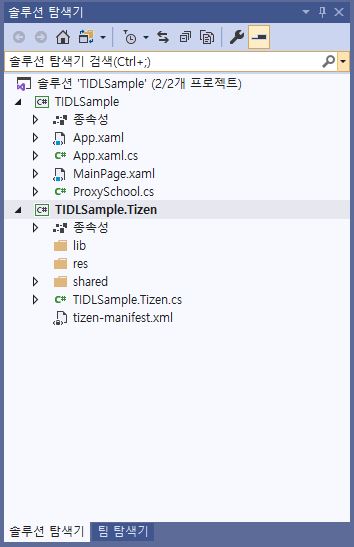 솔루션 탐색기
솔루션 탐색기 검색(Ctrl+;)
솔루션 'TIDLSample' (2/2개 프로젝트)
C# TIDLSample
종속성
App.xaml
C# App.xaml.cs
MainPage.xaml
C# ProxySchool.cs
C# TIDLSample.Tizen
종속성
lib
res
shared
C# TIDLSample.Tizen.cs
tizen-manifest.xml
솔루션 탐색기 팀 탐색기